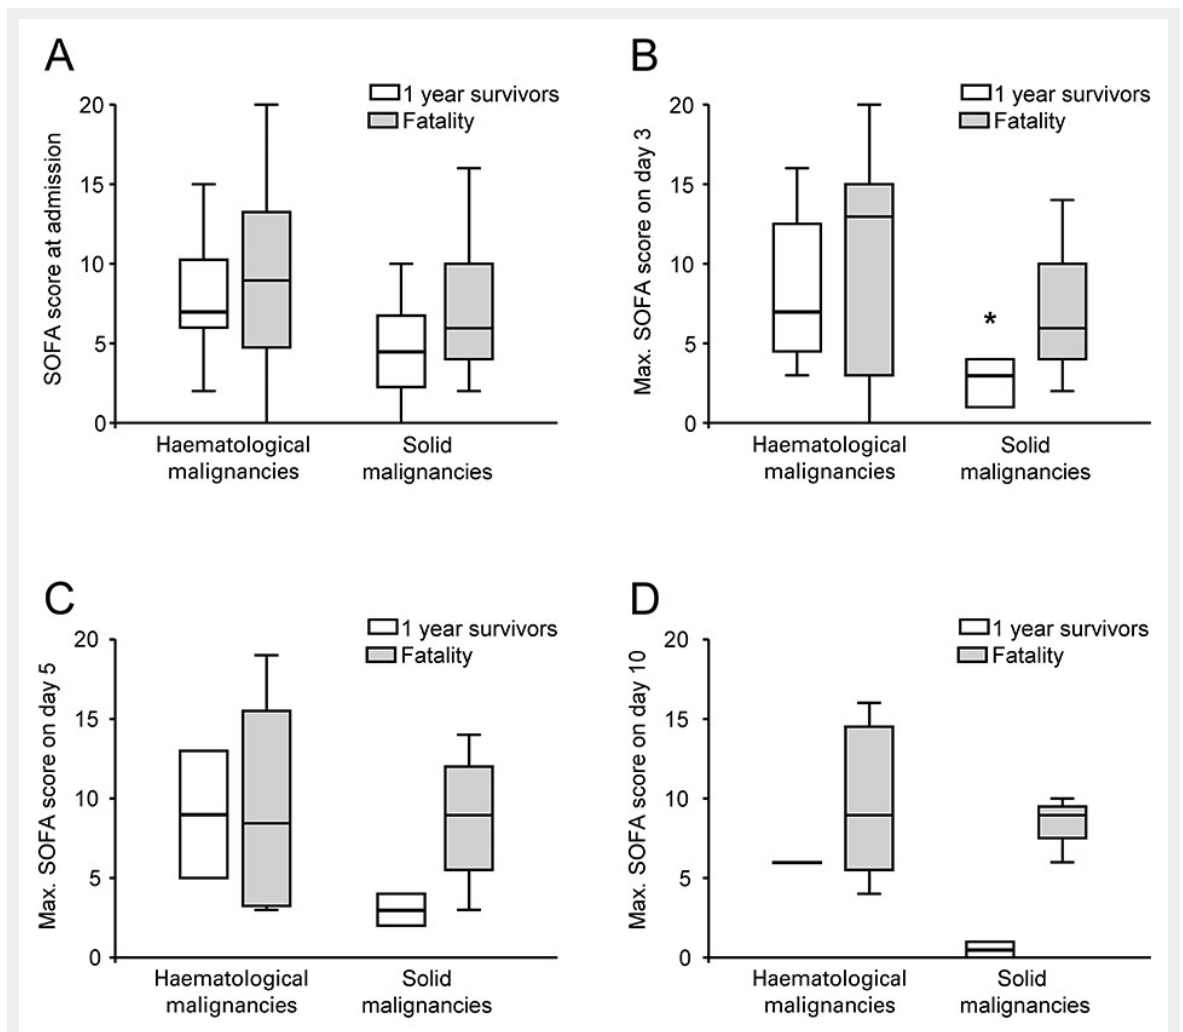 A
1 year survivors
Fatality
SOFA score at admission
20
15
10
5
0
Haematological
malignancies
Solid
malignancies
B
1 year survivors
Fatality
Max. SOFA score on day 3
20
15
10
5
0
*
Haematological
malignancies
Solid
malignancies
C
1 year survivors
Fatality
Max. SOFA score on day 5
20
15
10
5
0
Haematological
malignancies
Solid
malignancies
D
1 year survivors
Fatality
Max. SOFA score on day 10
20
15
10
5
0
Haematological
malignancies
Solid
malignancies